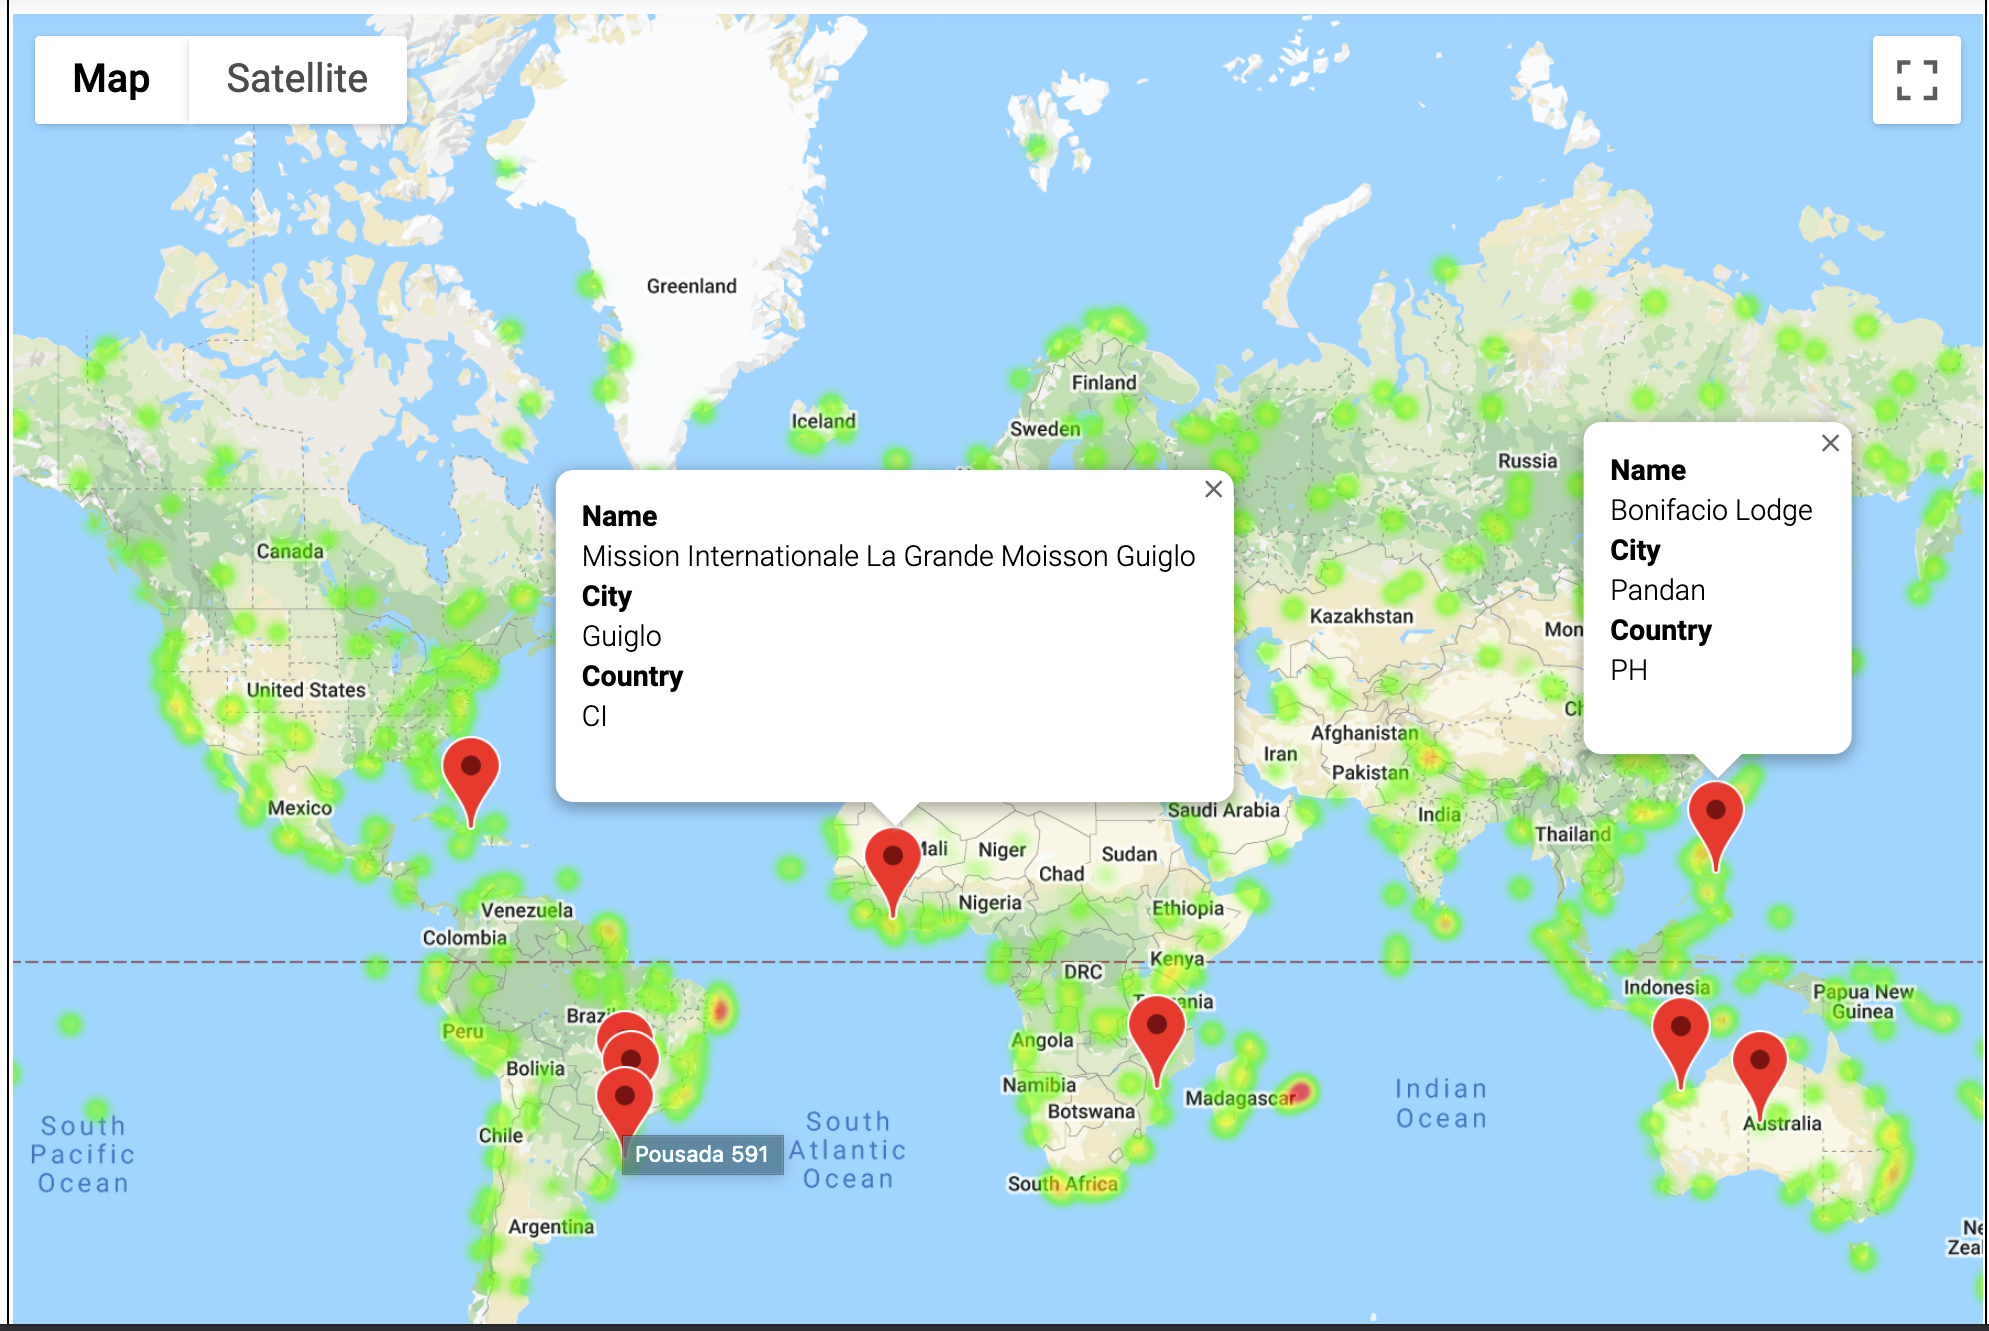 Map
Satellite
Greenland
Iceland
Finland
Sweden
Russia
Canada
United States
Mexico
Name
Mission Internationale La Grande Moisson Guiglo
City
Guiglo
Country
CI
Name
Bonifacio Lodge
City
Pandan
Country
PH
Kazakhstan
Mon
Ch
Afghanistan
Iran
Pakistan
Saudi Arabia
India
Thailand
Mali
Niger
Sudan
Chad
Nigeria
Ethiopia
Venezuela
Colombia
Kenya
DRC
Tanzania
Indonesia
Papua New
Guinea
Brazil
Peru
Bolivia
Angola
Namibia
Botswana
Madagascar
Indian
Ocean
Australia
Chile
South
Pacific
Ocean
Pousada 591
South
Atlantic
Ocean
South Africa
Argentina
Ne
Zea